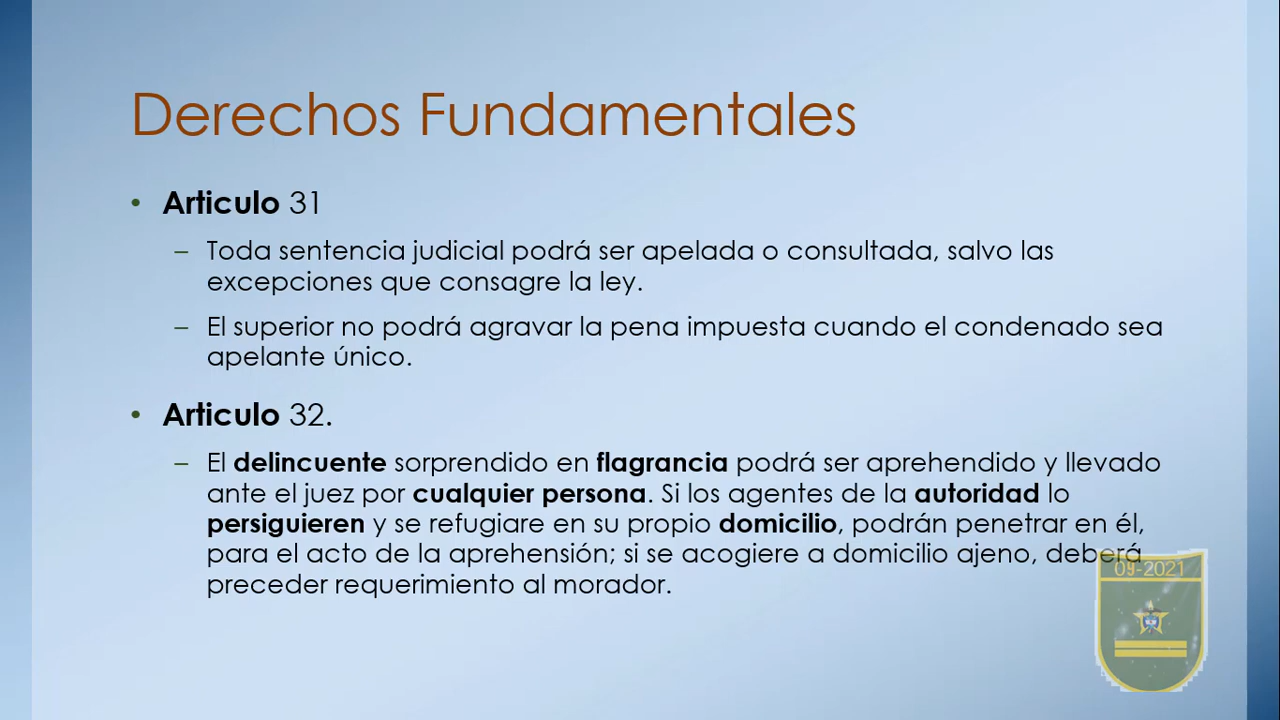 Derechos Fundamentales
• Articulo 31
– Toda sentencia judicial podrá ser apelada o consultada, salvo las
excepciones que consagre la ley.
– El superior no podrá agravar la pena impuesta cuando el condenado sea
apelante único.
• Articulo 32.
– El delincuente sorprendido en flagrancia podrá ser aprehendido y llevado
ante el juez por cualquier persona. Si los agentes de la autoridad lo
persiguieren y se refugiare en su propio domicilio, podrán penetrar en él,
para el acto de la aprehensión; si se acogiere a domicilio ajeno, deberá
preceder requerimiento al morador.
09-2021